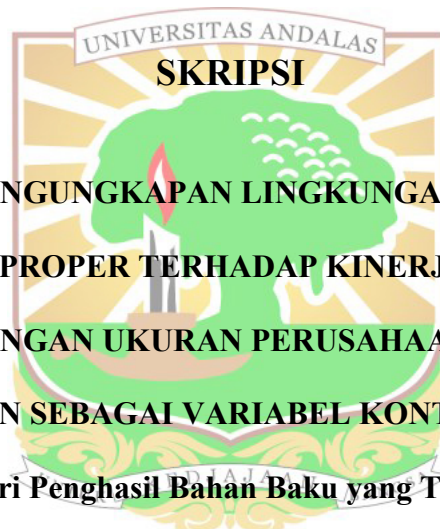 UNIVERSITAS ANDALAS
SKRIPSI
NGUNGKAPAN LINGKUNGA
PROPER TERHADAP KINERJ
NGAN UKURAN PERUSAHAA
N SEBAGAI VARIABEL KONT
ri Penghasil Bahan Baku yang T